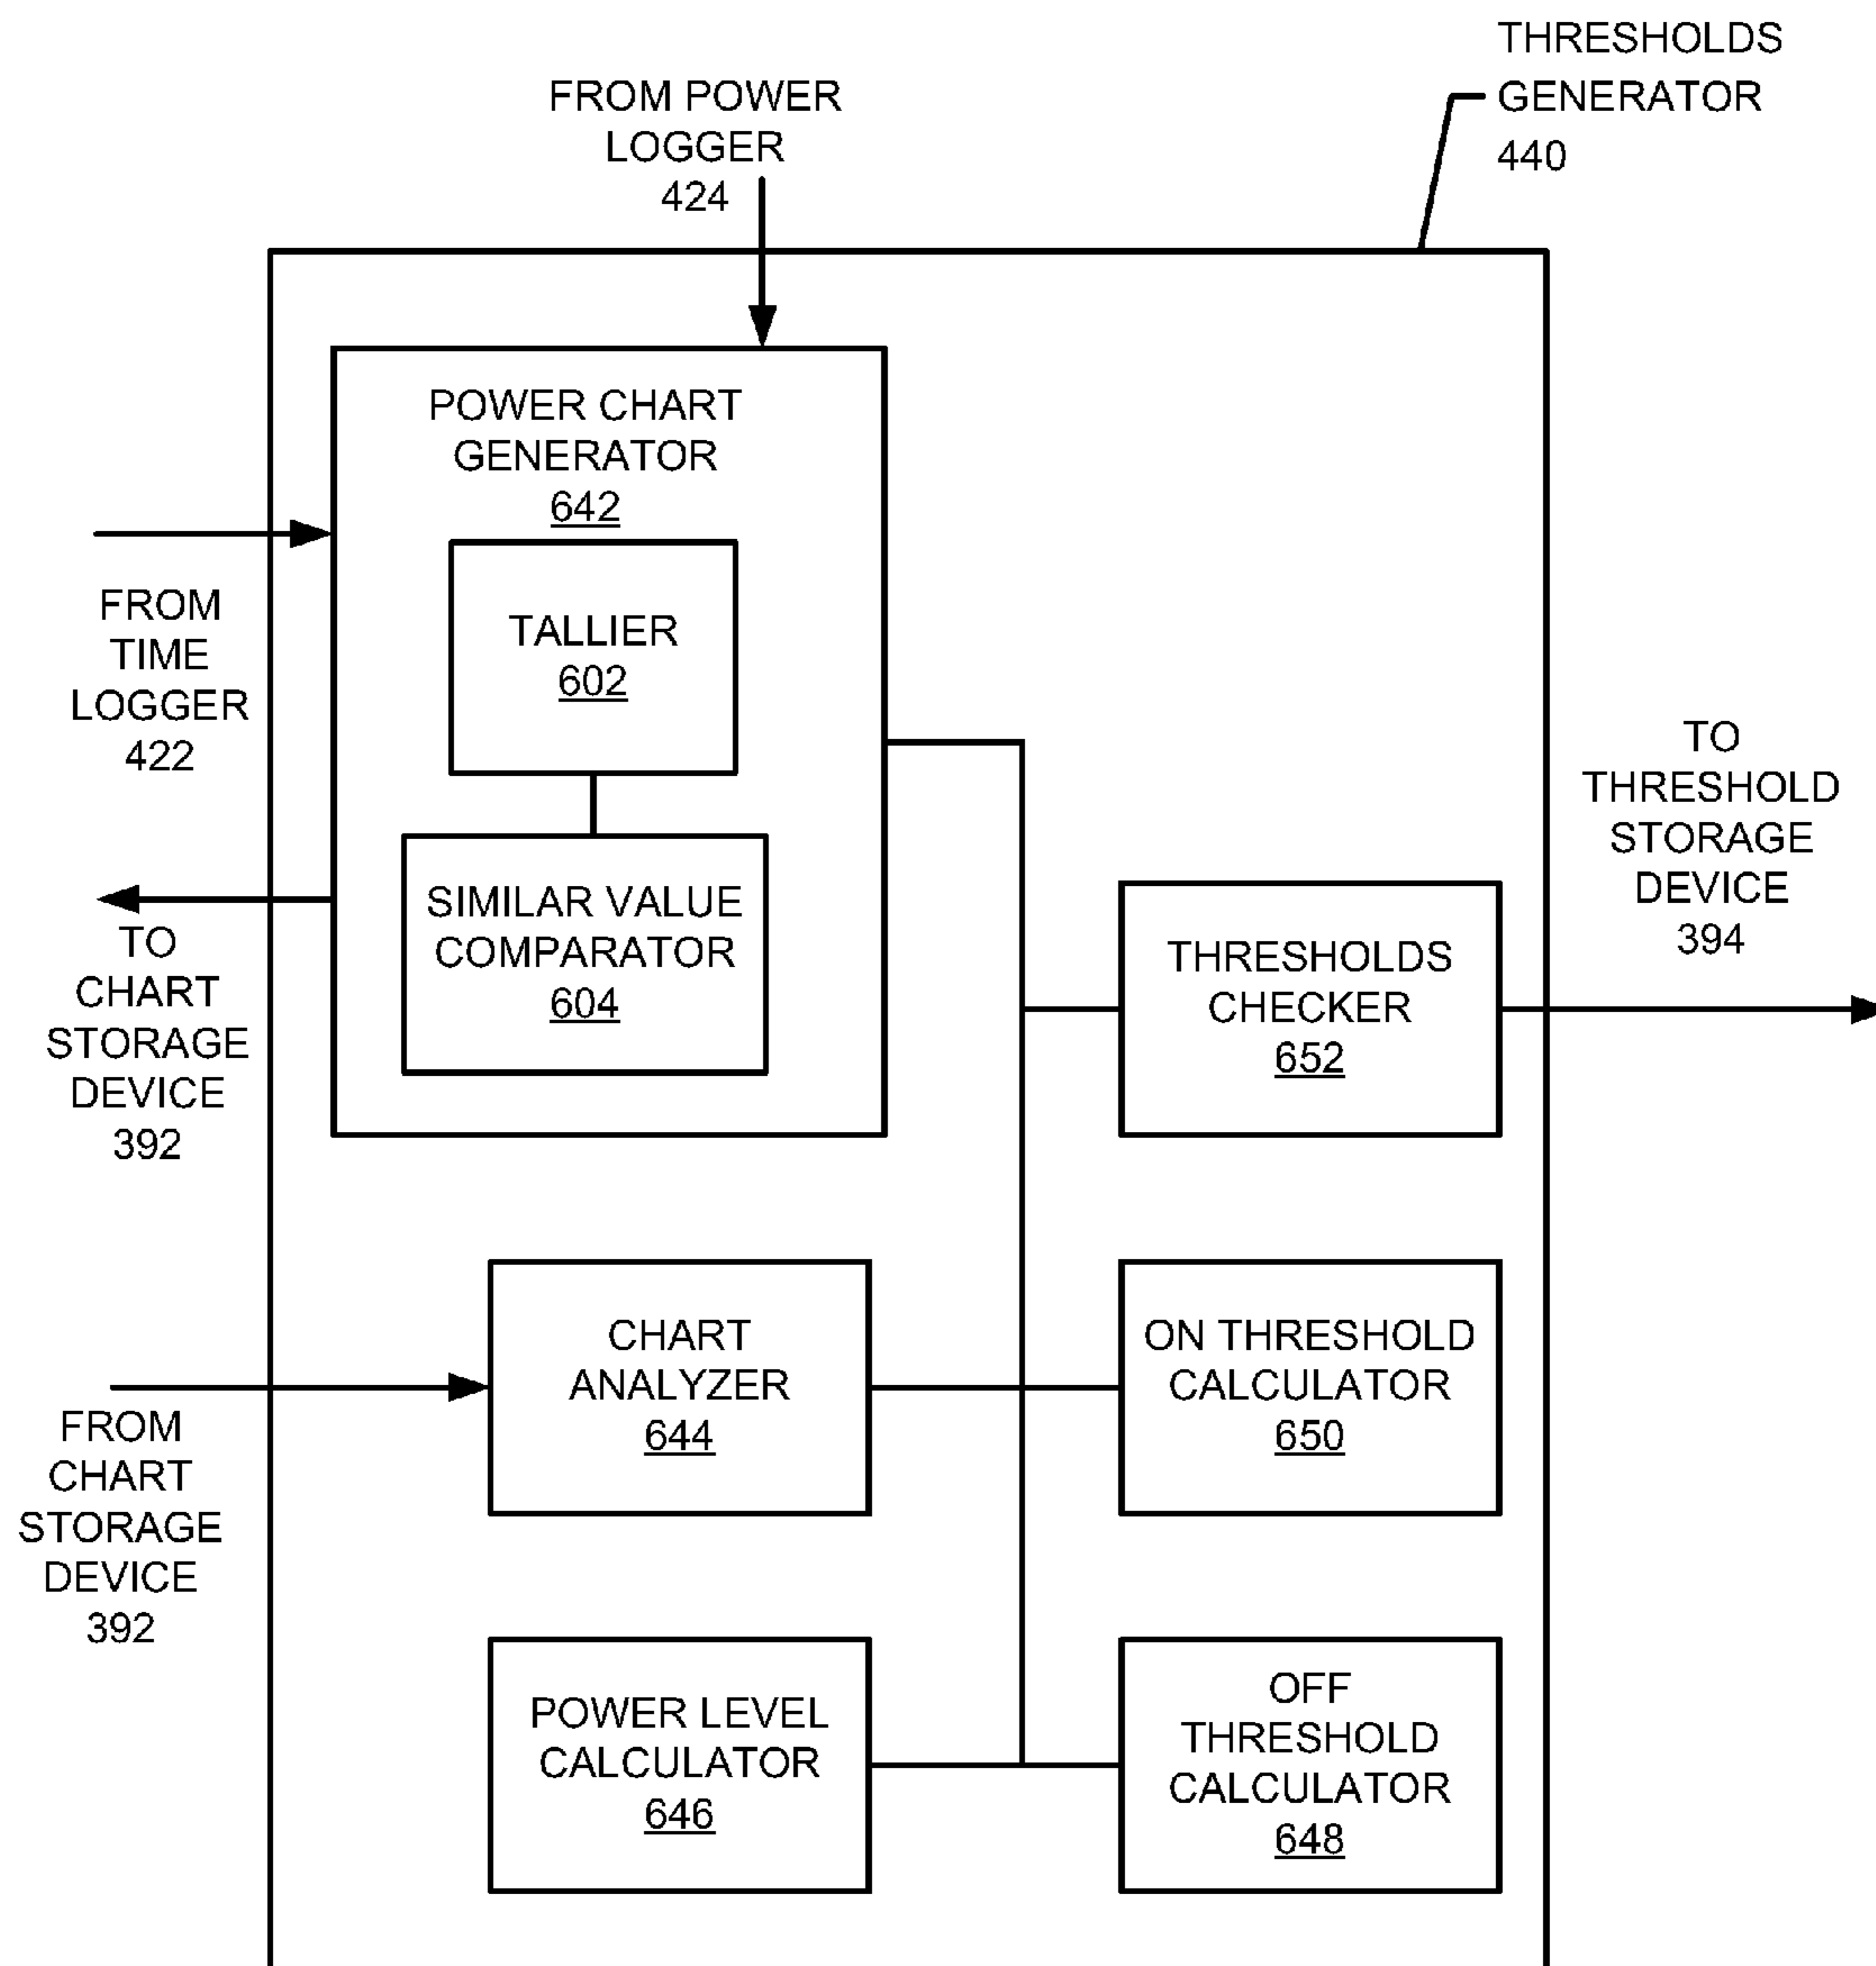 THRESHOLDS
GENERATOR
440
FROM POWER
LOGGER
424
POWER CHART
GENERATOR
642
FROM
TIME
LOGGER
422
TALLIER
602
SIMILAR VALUE
COMPARATOR
604
TO
CHART
STORAGE
DEVICE
392
TO
THRESHOLD
STORAGE
DEVICE
394
THRESHOLDS
CHECKER
652
FROM
CHART
STORAGE
DEVICE
392
CHART
ANALYZER
644
ON THRESHOLD
CALCULATOR
650
POWER LEVEL
CALCULATOR
646
OFF
THRESHOLD
CALCULATOR
648